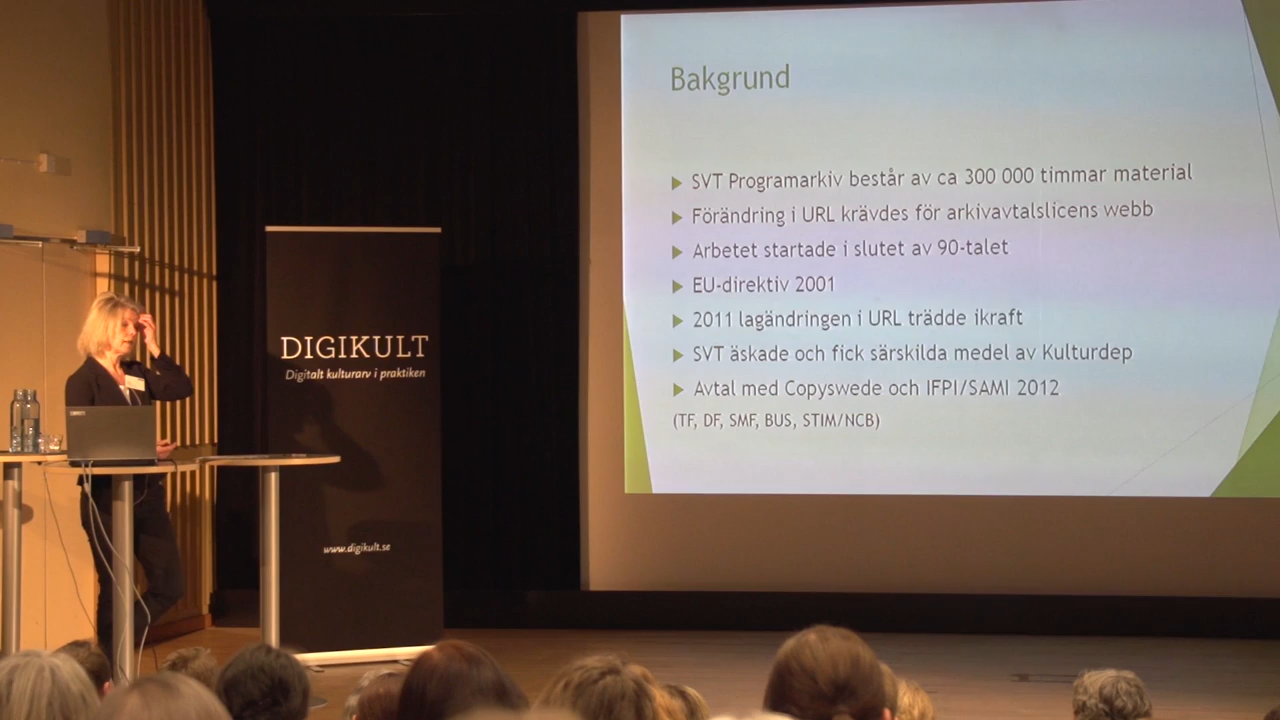 Bakgrund
SVT Programarkiv består av ca 300 000 timmar material
Förändring i URL krävdes för arkivavtalslicens webb
Arbetet startade i slutet av 90-talet
EU-direktiv 2001
2011 lagändringen i URL trädde ikraft
SVT äskade och fick särskilda medel av Kulturdep
Avtal med Copyswede och IFPI/SAMI 2012
(TF, DF, SMF, BUS, STIM/NCB)
DIGIKULT
Digitalt kulturarv i praktiken
www.digikult.se